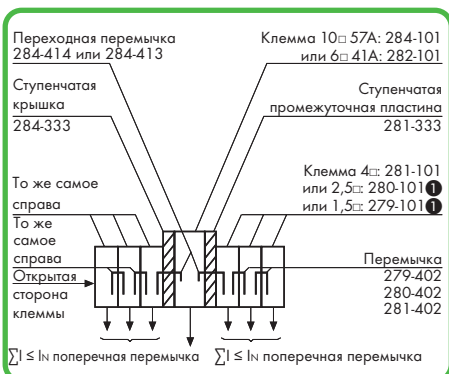 Переходная перемычка
284-414 или 284-413
Ступенчатая
крышка
284-333
То же самое
справа
То же
самое
справа
Открытая
сторона
клеммы
Клемма 10□ 57А: 284-101
или 6□ 41А: 282-101
Ступенчатая
промежуточная пластина
281-333
Клемма 4□: 281-101
или 2,5□: 280-101❶
или 1,5□: 279-101❶
Перемычка
279-402
280-402
281-402
∑I ≤ IN поперечная перемычка
∑I ≤ IN поперечная перемычка